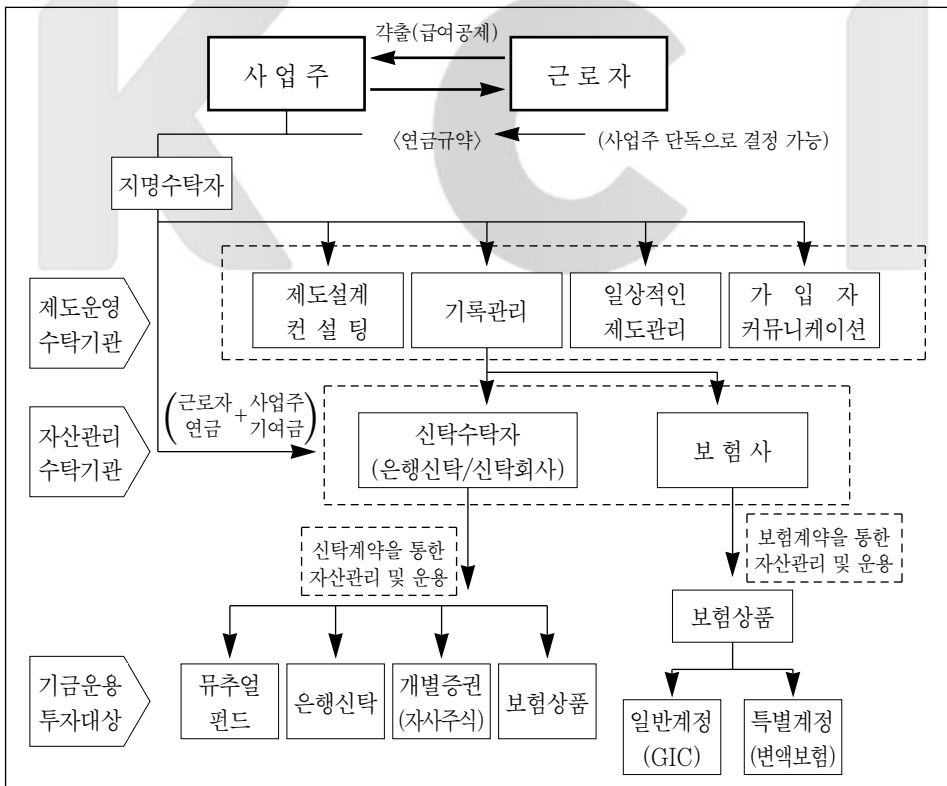 KCI
각출(급여공제)
사 업 주
근 로 자
〈연금규약〉
(사업주 단독으로 결정 가능)
지명수탁자
제도운영
수탁기관
제도설계
컨 설 팅
기록관리
일상적인
제도관리
가 입 자
커뮤니케이션
자산관리
수탁기관
(근로자 + 사업주
연금 기여금)
신탁수탁자
(은행신탁/신탁회사)
보 험 사
신탁계약을 통한
자산관리 및 운용
보험계약을 통한
자산관리 및 운용
보험상품
기금운용
투자대상
뮤추얼
펀드
은행신탁
개별증권
(자사주식)
보험상품
일반계정
(GIC)
특별계정
(변액보험)